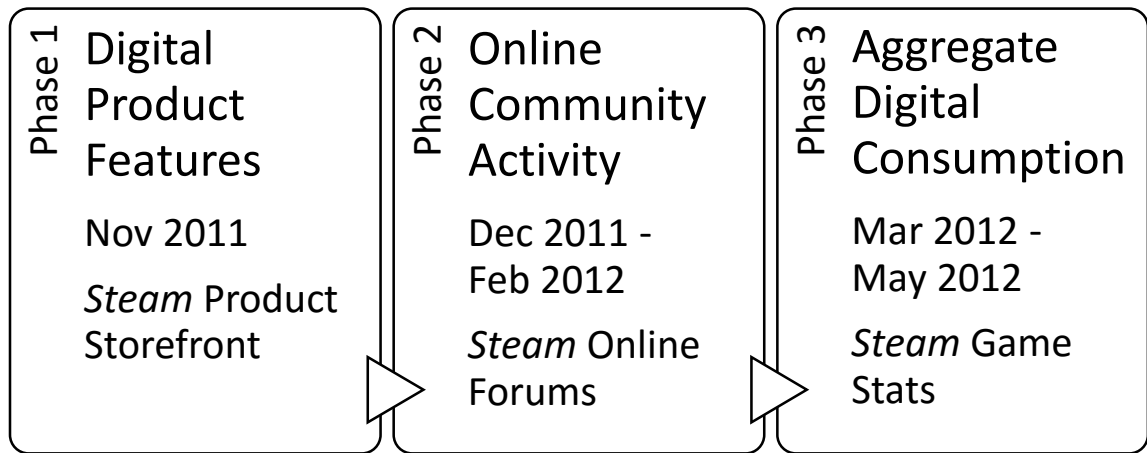 Phase 1
Digital
Product
Features
Nov 2011
Steam Product
Storefront
Phase 2
Online
Community
Activity
Dec 2011 -
Feb 2012
Steam Online
Forums
Phase 3
Aggregate
Digital
Consumption
Mar 2012 -
May 2012
Steam Game
Stats